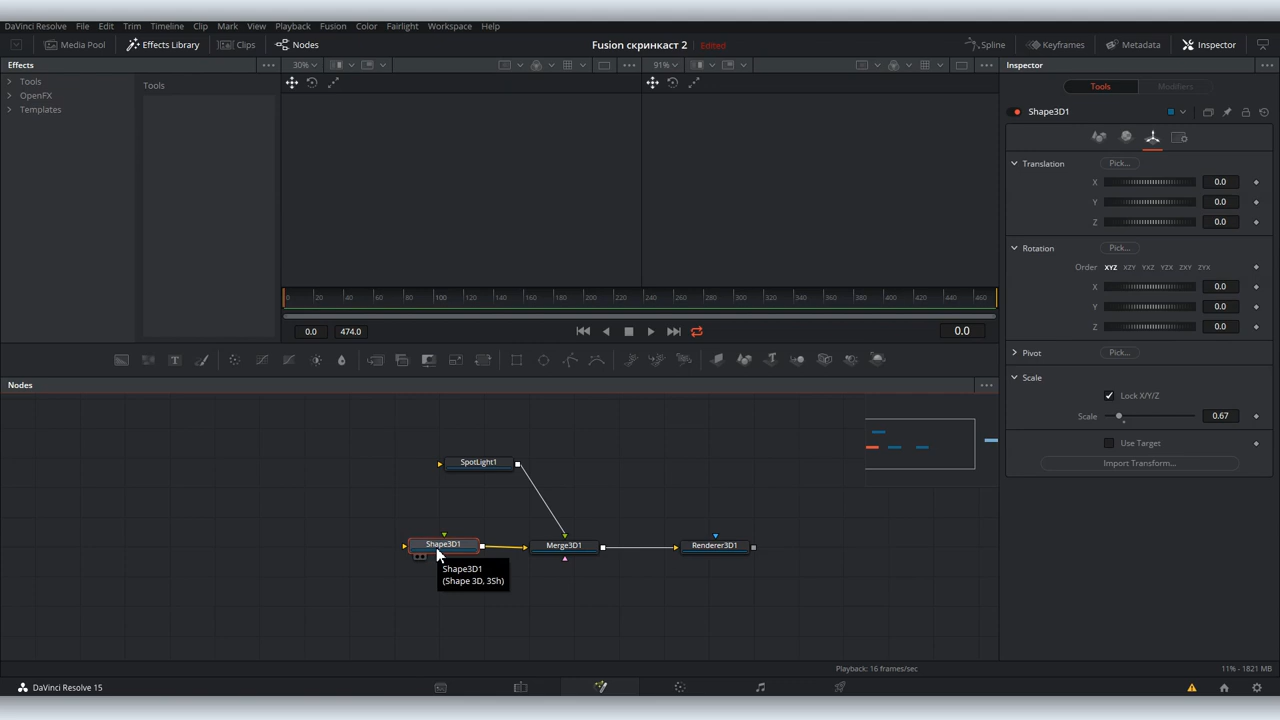 DaVinci Resolve File Edit Trim Timeline Clip Mark View Playback Fusion Color Fairlight Workspace Help
Media Pool Effects Library Clips Nodes Fusion скринкаст 2 Edited Spline Keyframes Metadata Inspector
Effects 30% 91% Inspector
Tools
OpenFX
Templates
Tools
Tools Modifiers
Shape3D1
Translation Pick...
X 0.0
Y 0.0
Z 0.0
Rotation Pick...
Order XYZ XZY YXZ YZX ZXY ZYX
X 0.0
Y 0.0
Z 0.0
Pivot Pick...
Scale
Lock X/Y/Z
Scale 0.67
Use Target
Import Transform...
0 20 40 60 80 100 120 140 160 180 200 220 240 260 280 300 320 340 360 380 400 420 440 460
0.0 474.0 0.0
Nodes
SpotLight1
Shape3D1 Merge3D1 Renderer3D1
Shape3D1
(Shape 3D, 3Sh)
Playback: 16 frames/sec 11% - 1821 MB
DaVinci Resolve 15